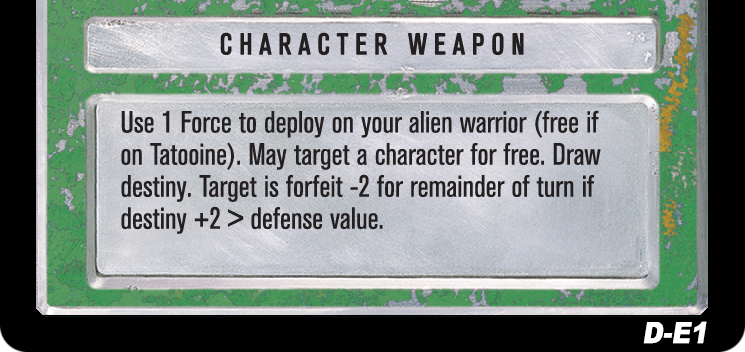 CHARACTER WEAPON
Use 1 Force to deploy on your alien warrior (free if
on Tatooine). May target a character for free. Draw
destiny. Target is forfeit -2 for remainder of turn if
destiny +2 > defense value.
D-E1